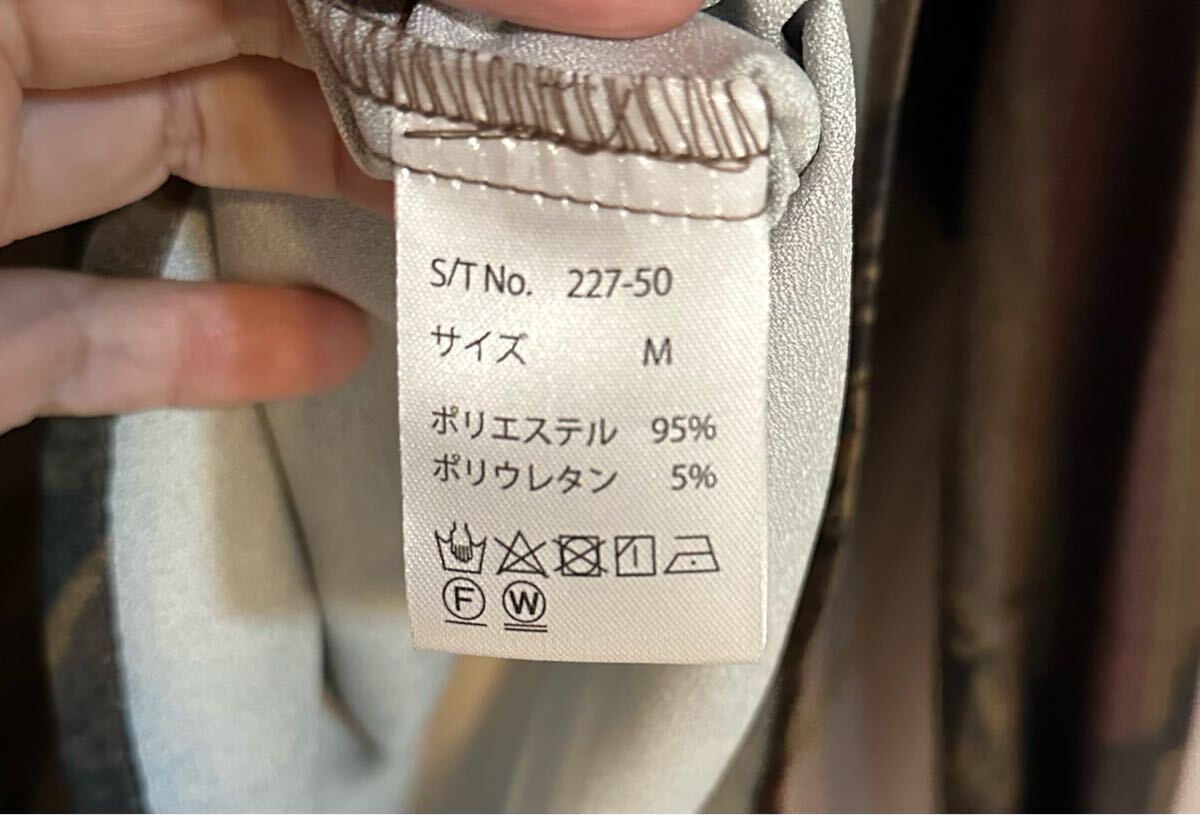 S/T No. 227-50
サイズ M
ポリエステル 95%
ポリウレタン 5%
F W